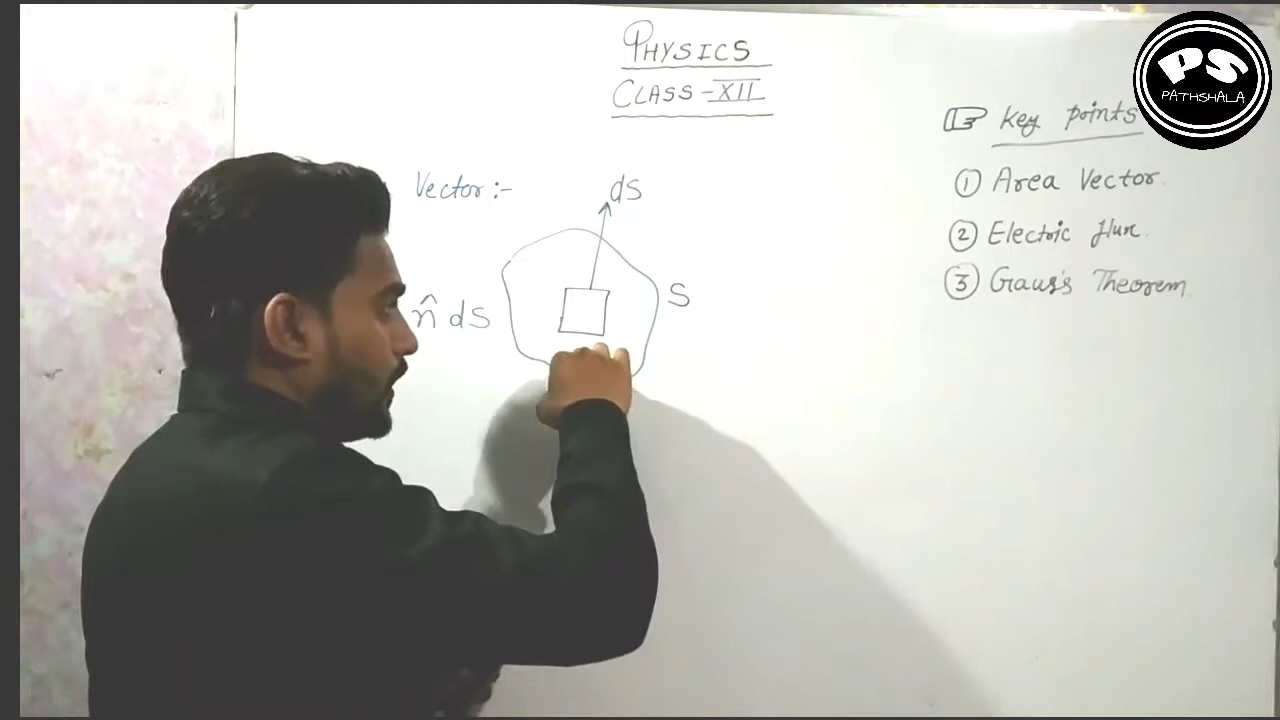 PHYSICS
CLASS-XII
PS
PATHSHALA
Key points
① Area Vector
② Electric flux
③ Gauss's Theorem
Vector :-
dS
S
n̂ dS